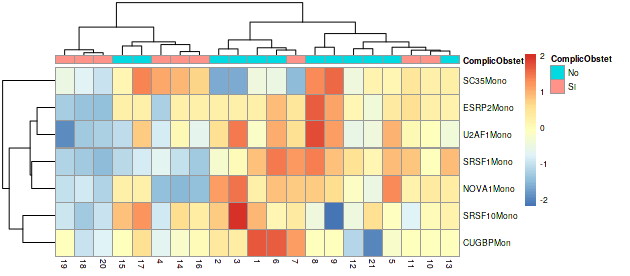 ComplicObstet
SC35Mono
ESRP2Mono
U2AF1Mono
SRSF1Mono
NOVA1Mono
SRSF10Mono
CUGBPMon
19 18 20 15 17 4 14 16 2 3 1 6 7 8 9 12 21 5 11 10 13
2
1
0
-1
-2
ComplicObstet
No
SI